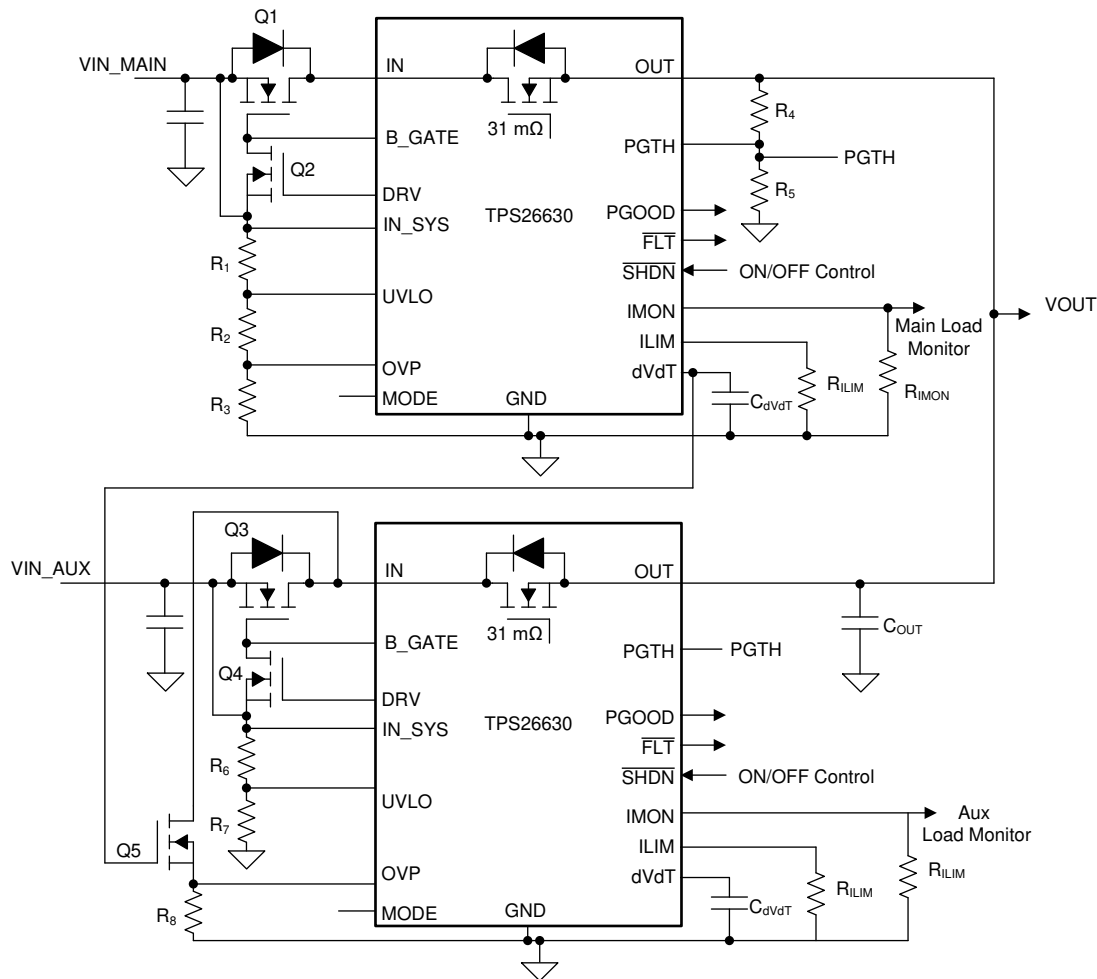 Q1
VIN_MAIN
IN
OUT
31 mΩ
R4
B_GATE
PGTH
PGTH
Q2
R5
DRV
TPS26630
PGOOD
IN_SYS
FLT
R1
SHDN
ON/OFF Control
UVLO
IMON
VOUT
Main Load
Monitor
R2
ILIM
OVP
dVdT
RILIM
RIMON
MODE
GND
CdVdT
R3
Q3
VIN_AUX
IN
OUT
31 mΩ
COUT
B_GATE
PGTH
PGTH
Q4
DRV
TPS26630
PGOOD
IN_SYS
FLT
R6
SHDN
ON/OFF Control
UVLO
IMON
Aux
Load Monitor
R7
ILIM
Q5
OVP
dVdT
RILIM
RILIM
MODE
GND
CdVdT
R8